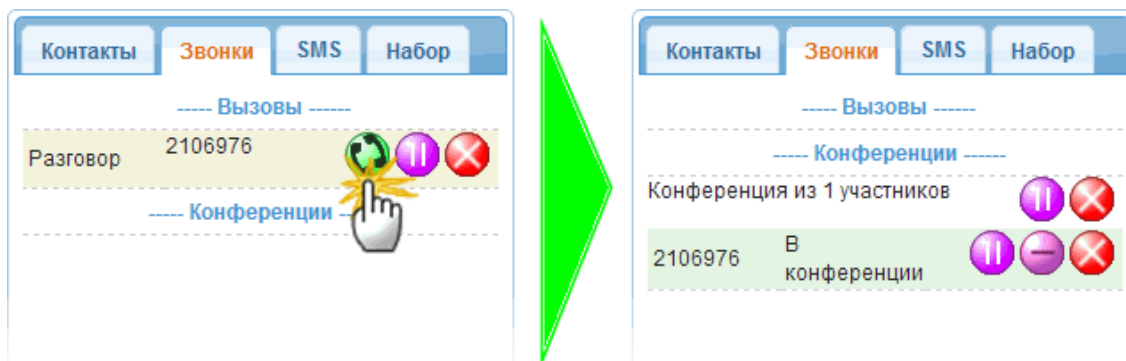 Контакты Звонки SMS Набор
----- Вызовы ------
Разговор 2106976
----- Конференции --
Контакты Звонки SMS Набор
----- Вызовы ------
----- Конференции ------
Конференция из 1 участников
2106976 В
конференции